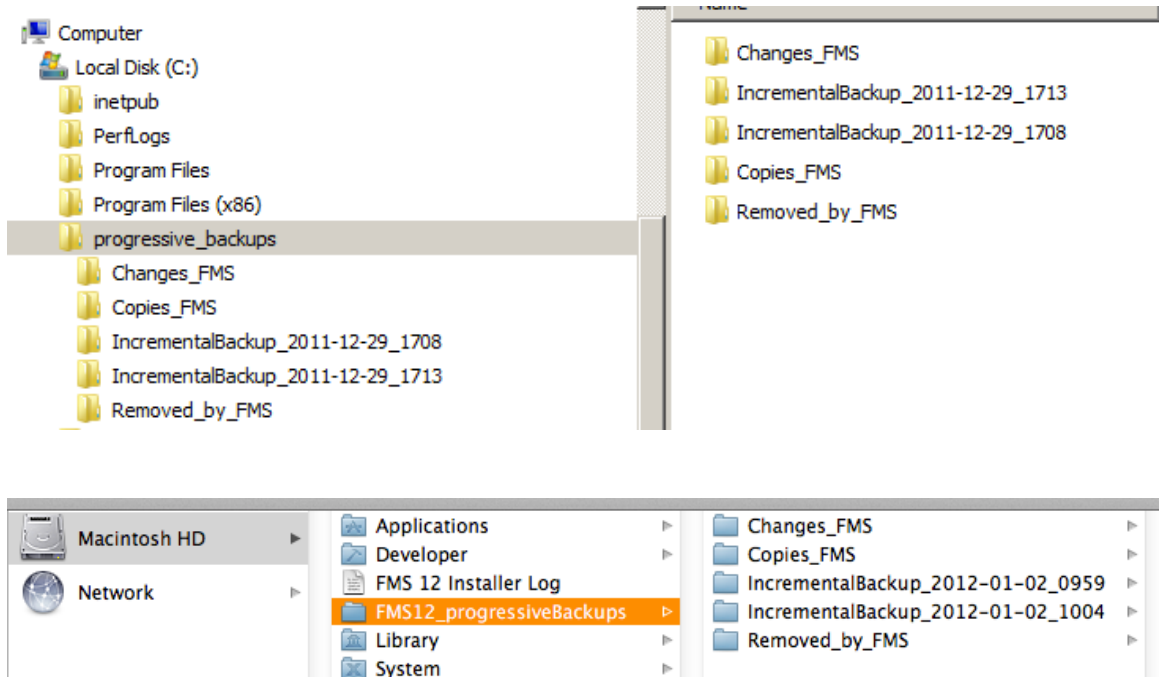 Computer
Local Disk (C:)
inetpub
PerfLogs
Program Files
Program Files (x86)
progressive_backups
Changes_FMS
Copies_FMS
IncrementalBackup_2011-12-29_1708
IncrementalBackup_2011-12-29_1713
Removed_by_FMS
Name
Changes_FMS
IncrementalBackup_2011-12-29_1713
IncrementalBackup_2011-12-29_1708
Copies_FMS
Removed_by_FMS
Macintosh HD
Network
Applications
Developer
FMS 12 Installer Log
FMS12_progressiveBackups
Library
System
Changes_FMS
Copies_FMS
IncrementalBackup_2012-01-02_0959
IncrementalBackup_2012-01-02_1004
Removed_by_FMS